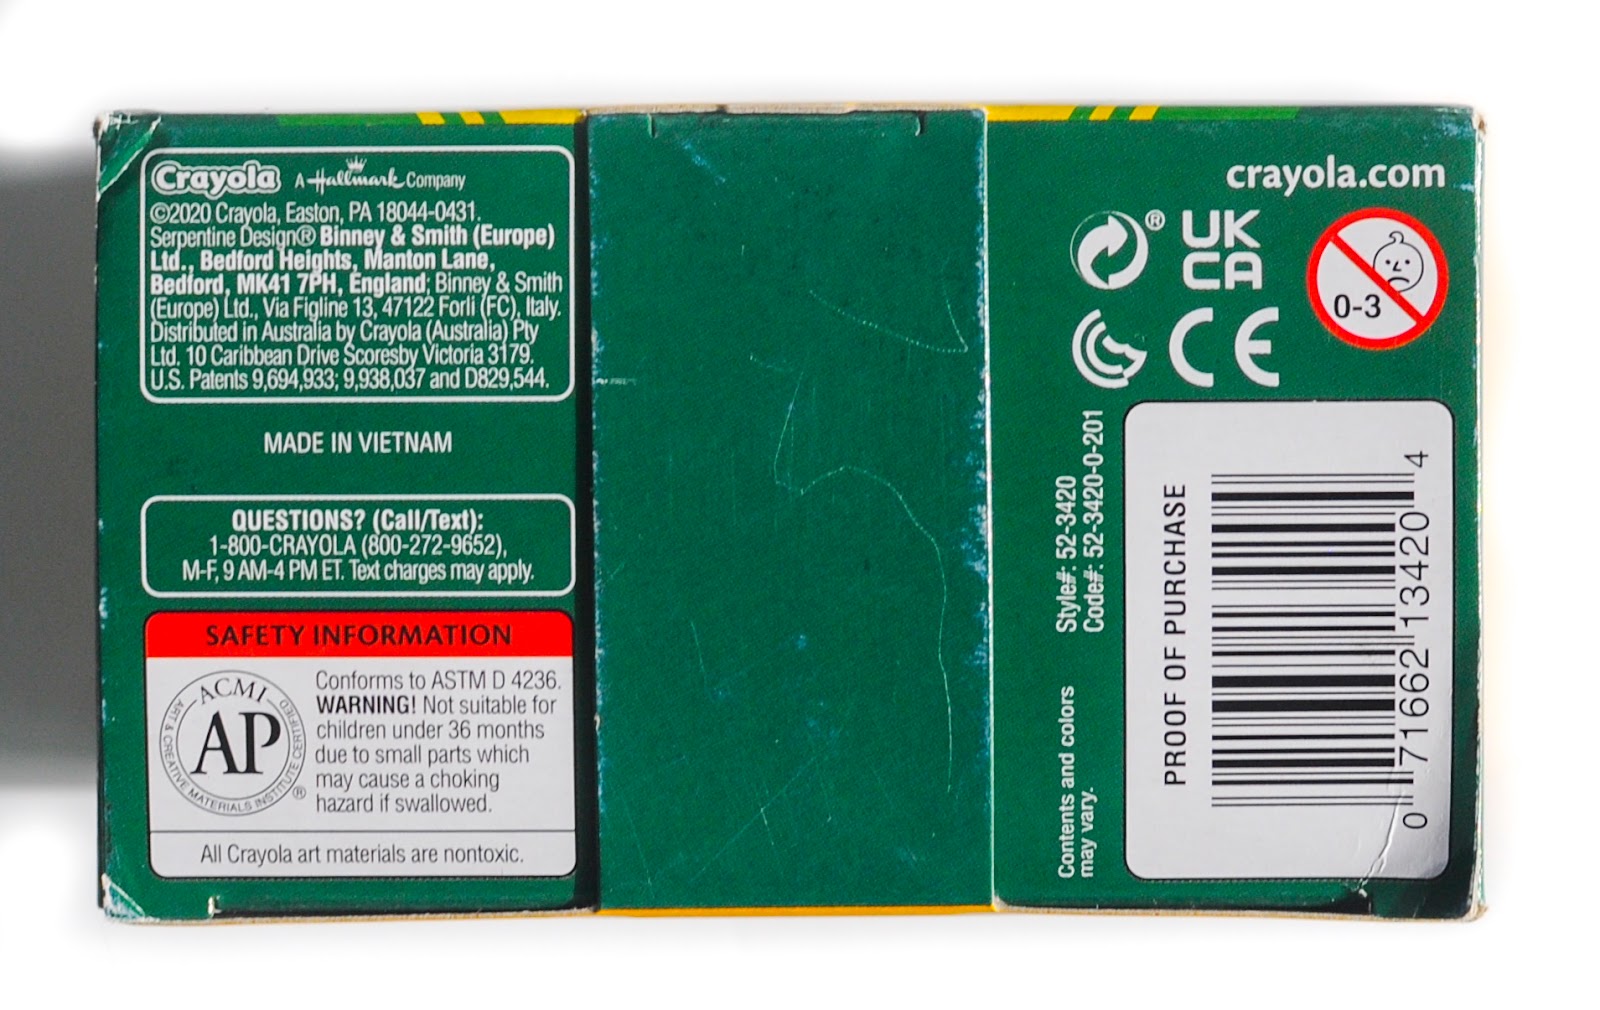 Crayola A Hallmark Company
©2020 Crayola, Easton, PA 18044-0431.
Serpentine Design® Binney & Smith (Europe)
Ltd., Bedford Heights, Manton Lane,
Bedford, MK41 7PH, England; Binney & Smith
(Europe) Ltd., Via Figline 13, 47122 Forli (FC), Italy.
Distributed in Australia by Crayola (Australia) Pty
Ltd. 10 Caribbean Drive Scoresby Victoria 3179.
U.S. Patents 9,694,933; 9,938,037 and D829,544.
MADE IN VIETNAM
QUESTIONS? (Call/Text):
1-800-CRAYOLA (800-272-9652),
M-F, 9 AM-4 PM ET. Text charges may apply.
SAFETY INFORMATION
ACMI
AP
ART & CREATIVE MATERIALS INSTITUTE CERTIFIED
®
Conforms to ASTM D 4236.
WARNING! Not suitable for
children under 36 months
due to small parts which
may cause a choking
hazard if swallowed.
All Crayola art materials are nontoxic.
crayola.com
®
UK
CA
CE
0-3
Style#: 52-3420
Code#: 52-3420-0-201
Contents and colors
may vary.
PROOF OF PURCHASE
0 71662 13420 4